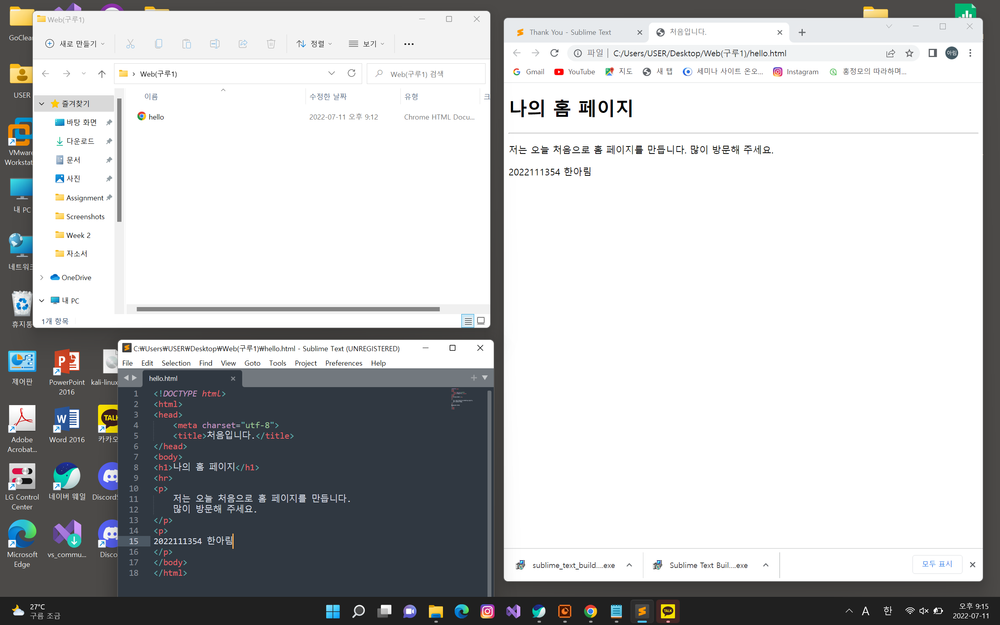 GoClea
USER
VMware
Worksta
내 PC
네트워크
휴지통
제어판
PowerPoint
2016
kali-linux
Adobe
Acrobat...
Word 2016
카카오
LG Control
Center
네이버 웨일
Discord
Microsoft
Edge
vs_commu...
Disco
Web(구루1)
새로 만들기
정렬
보기
Web(구루1)
Web(구루1) 검색
이름
수정한 날짜
유형
크
즐겨찾기
바탕 화면
다운로드
문서
사진
Assignment
Screenshots
Week 2
자소서
OneDrive
내 PC
hello
2022-07-11 오후 9:12
Chrome HTML Docu...
1개 항목
C:₩Users₩USER₩Desktop₩Web(구루1)₩hello.html - Sublime Text (UNREGISTERED)
File Edit Selection Find View Goto Tools Project Preferences Help
hello.html
1 <!DOCTYPE html>
2 <html>
3 <head>
4 <meta charset="utf-8">
5 <title>처음입니다.</title>
6 </head>
7 <body>
8 <h1>나의 홈 페이지</h1>
9 <hr>
10 <p>
11 저는 오늘 처음으로 홈 페이지를 만듭니다.
12 많이 방문해 주세요.
13 </p>
14 <p>
15 2022111354 한아림
16 </p>
17 </body>
18 </html>
Thank You - Sublime Text
처음입니다.
파일 | C:/Users/USER/Desktop/Web(구루1)/hello.html
아림
Gmail YouTube 지도 새 탭 세미나 사이트 온오... Instagram 홍정모의 따라하며...
나의 홈 페이지
저는 오늘 처음으로 홈 페이지를 만듭니다. 많이 방문해 주세요.
2022111354 한아림
sublime_text_build....exe
Sublime Text Buil....exe
모두 표시
27°C
구름 조금
TALK
A
한
오후 9:15
2022-07-11